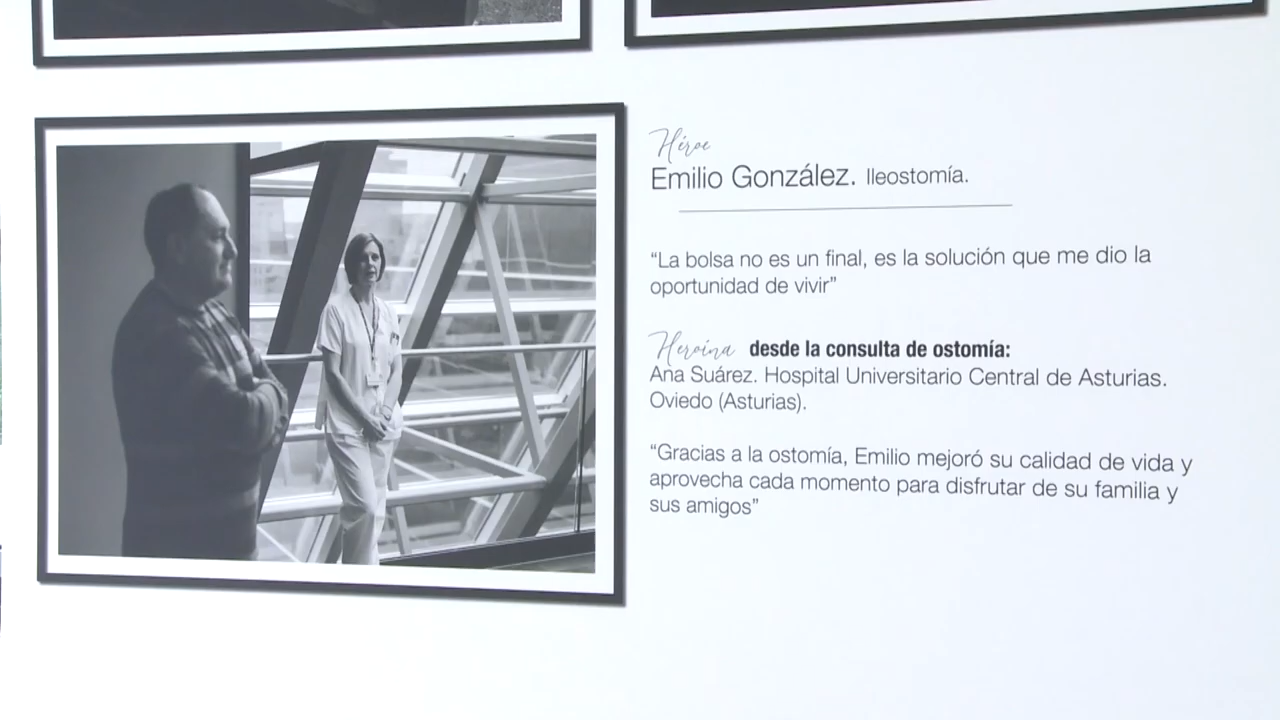 Héroe
Emilio González. Ileostomía.
“La bolsa no es un final, es la solución que me dio la
oportunidad de vivir”
Heroína desde la consulta de ostomía:
Ana Suárez. Hospital Universitario Central de Asturias.
Oviedo (Asturias).
“Gracias a la ostomía, Emilio mejoró su calidad de vida y
aprovecha cada momento para disfrutar de su familia y
sus amigos”